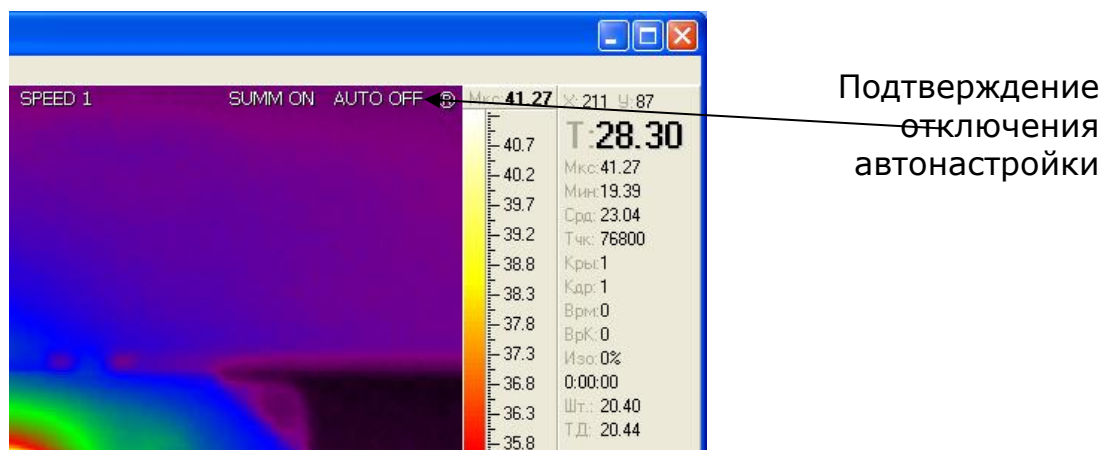 SPEED 1 SUMM ON AUTO OFF ®
Мкс: 41.27
40.7
40.2
39.7
39.2
38.8
38.3
37.8
37.3
36.8
36.3
35.8
X: 211 У: 87
T:28.30
Мкс:41.27
Мин:19.39
Срд: 23.04
Тчк: 76800
Кры:1
Кдр: 1
Врм:0
ВрК: 0
Изо: 0%
0:00:00
Шт.: 20.40
ТД: 20.44
Подтверждение
отключения
автонастройки